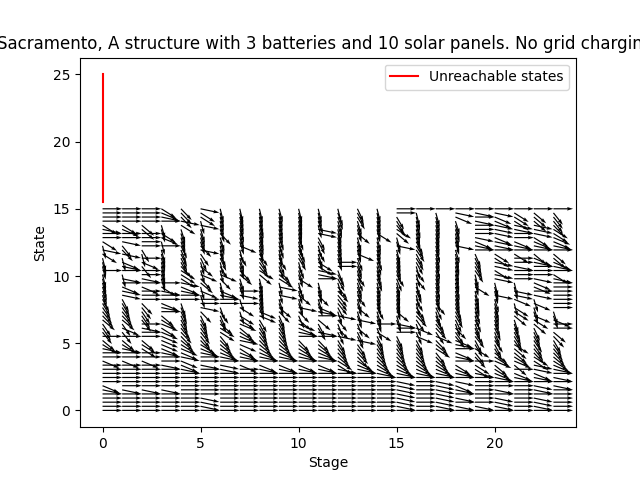 Sacramento, A structure with 3 batteries and 10 solar panels. No grid chargin
Unreachable states
25
20
15
10
5
0
State
0 5 10 15 20
Stage